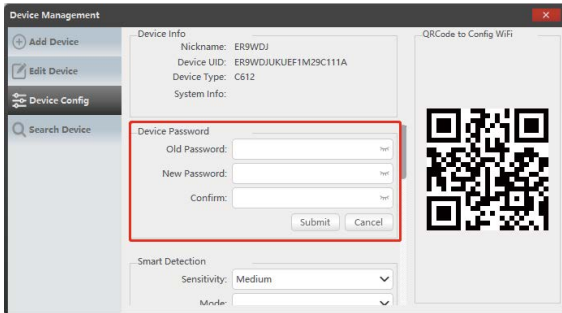 Device Management
Add Device
Edit Device
Device Config
Search Device
Device Info
Nickname: ER9WDJ
Device UID: ER9WDJUKUEF1M29C111A
Device Type: C612
System Info:
Device Password
Old Password:
New Password:
Confirm:
Submit Cancel
Smart Detection
Sensitivity: Medium
Mode:
QRCode to Config WiFi